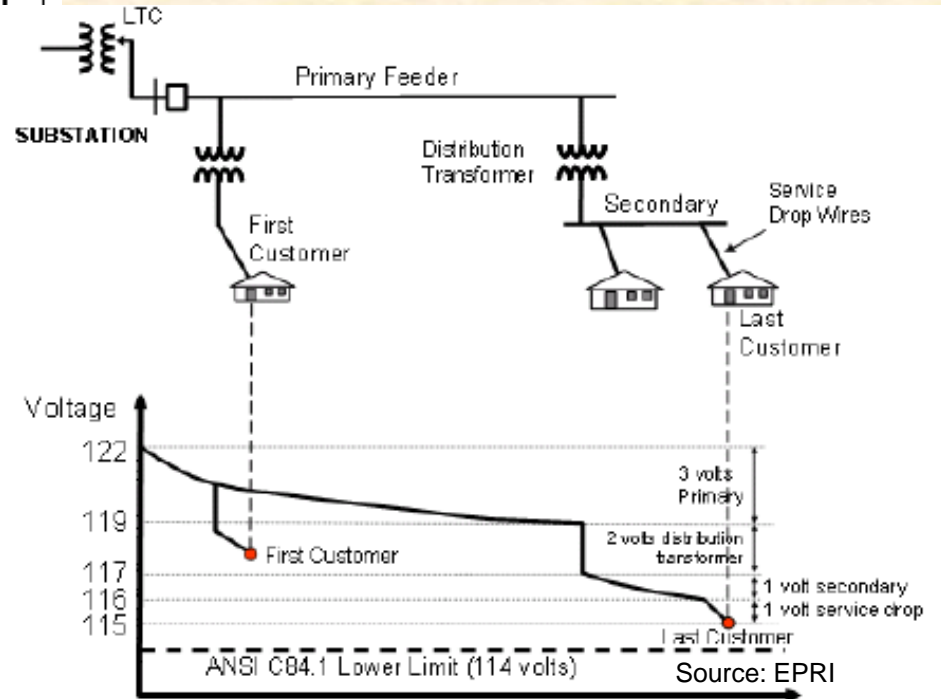 LTC
Primary Feeder
SUBSTATION
Distribution
Transformer
Service
Drop Wires
Secondary
First
Customer
Last
Customer
Voltage
122
3 volts
Primary
119
2 volts distribution
transformer
First Customer
117
1 volt secondary
116
1 volt service drop
115
Last Customer
ANSI C84.1 Lower Limit (114 volts)
Source: EPRI